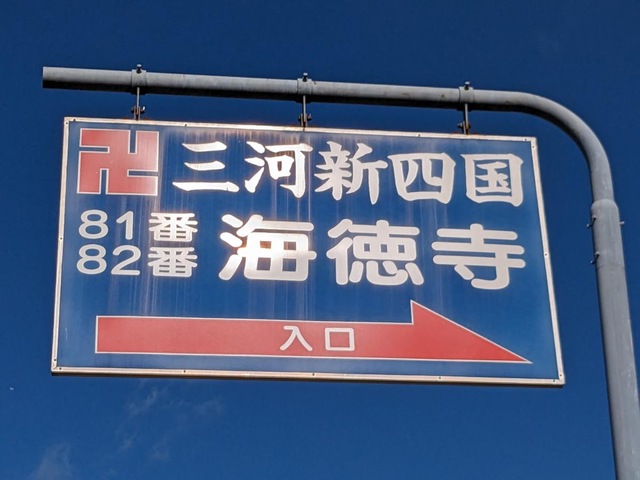 卍 三河新四国
81番
82番
海徳寺
入口